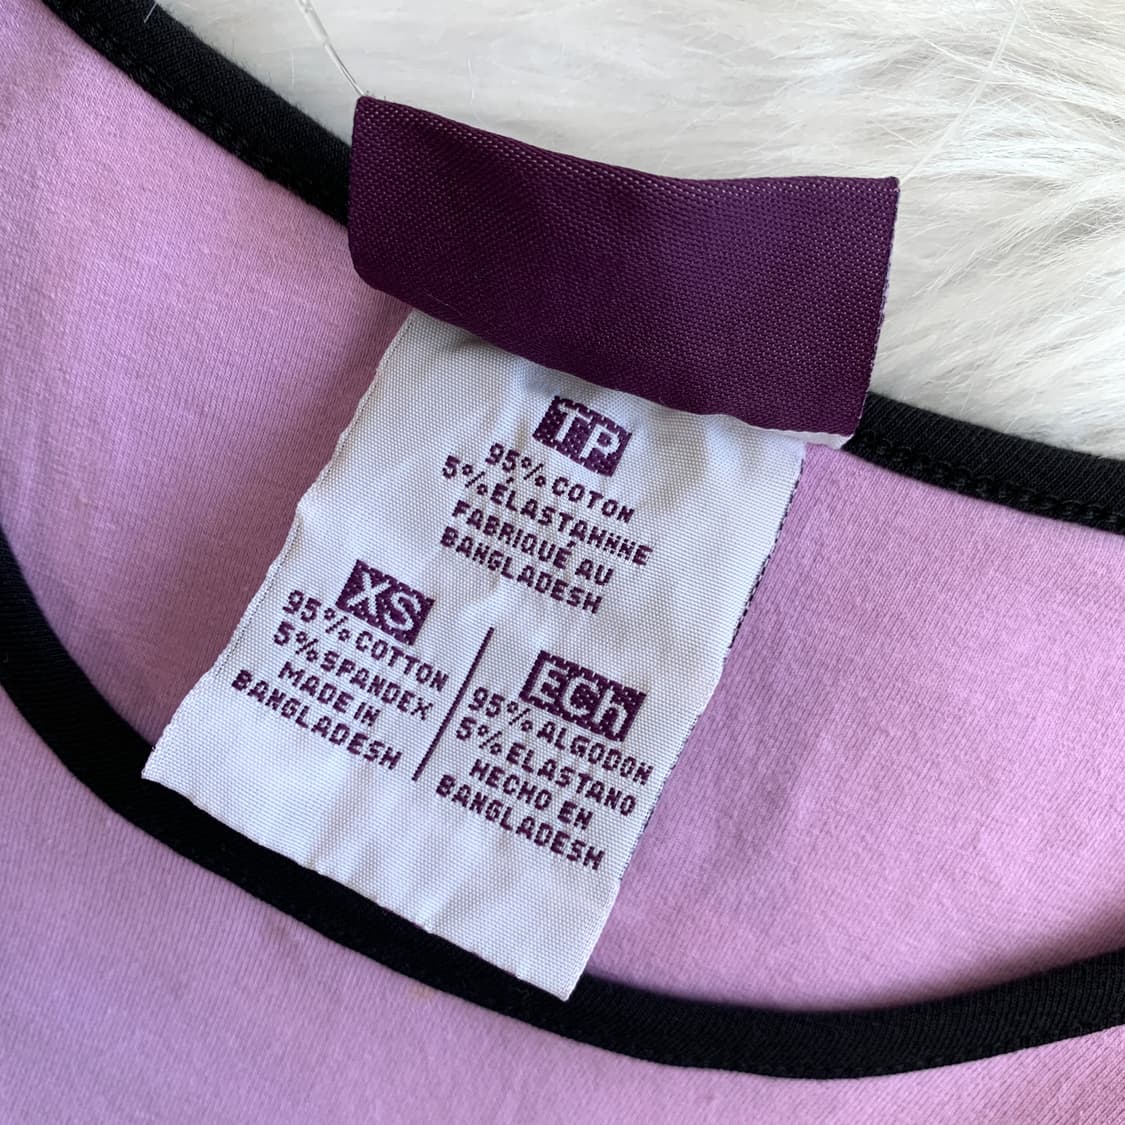 TP
95% COTON
5% ÉLASTAHNNE
FABRIQUÉ AU
BANGLADESH
XS
95% COTTON
5% SPANDEX
MADE IN
BANGLADESH
ECh
95% ALGODON
5% ELASTANO
HECHO EN
BANGLADESH